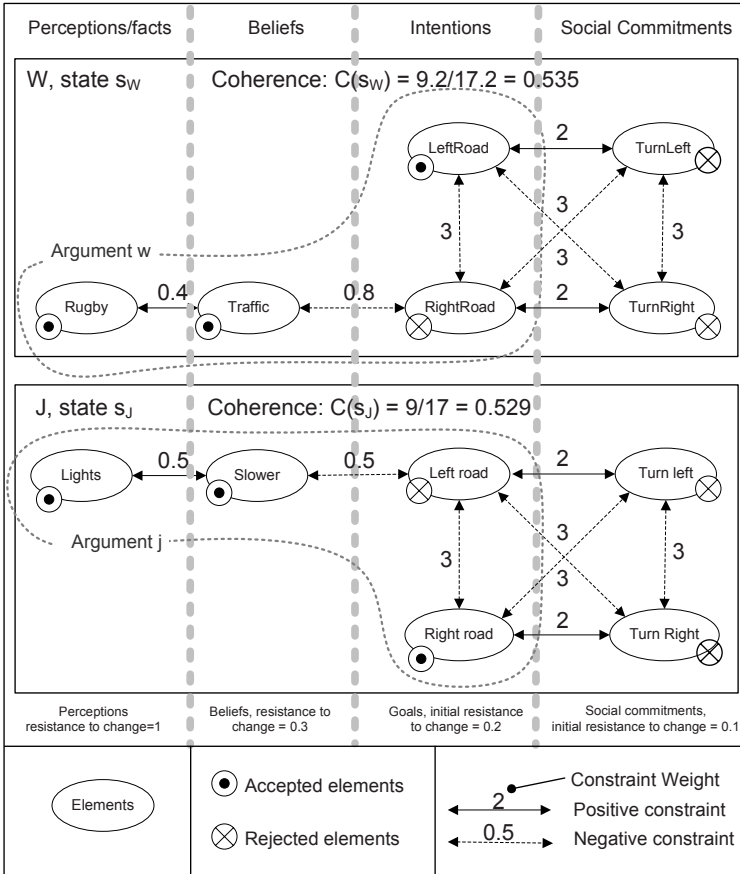 Perceptions/facts
Beliefs
Intentions
Social Commitments
W, state sW
Coherence: C(sW) = 9.2/17.2 = 0.535
LeftRoad
2
TurnLeft
3
3
3
3
Argument w
Rugby
0.4
Traffic
0.8
RightRoad
2
TurnRight
J, state sJ
Coherence: C(sJ) = 9/17 = 0.529
Lights
0.5
Slower
0.5
Left road
2
Turn left
Argument j
3
3
3
3
Right road
2
Turn Right
Perceptions
resistance to change=1
Beliefs, resistance to
change = 0.3
Goals, initial resistance
to change = 0.2
Social commitments,
initial resistance to change = 0.1
Elements
Accepted elements
Rejected elements
Constraint Weight
2
Positive constraint
0.5
Negative constraint